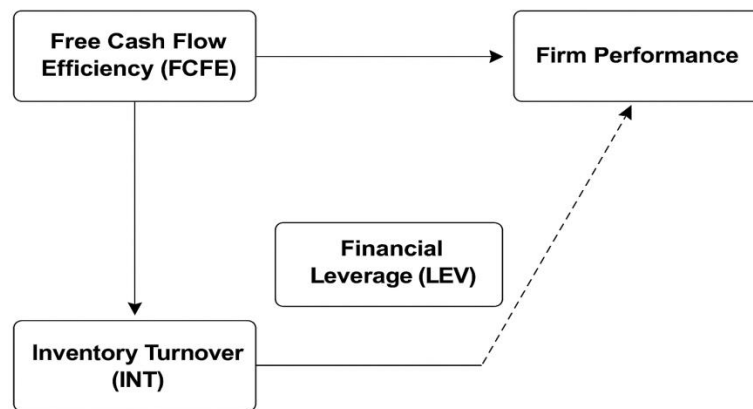 Free Cash Flow
Efficiency (FCFE)
Firm Performance
Financial
Leverage (LEV)
Inventory Turnover
(INT)